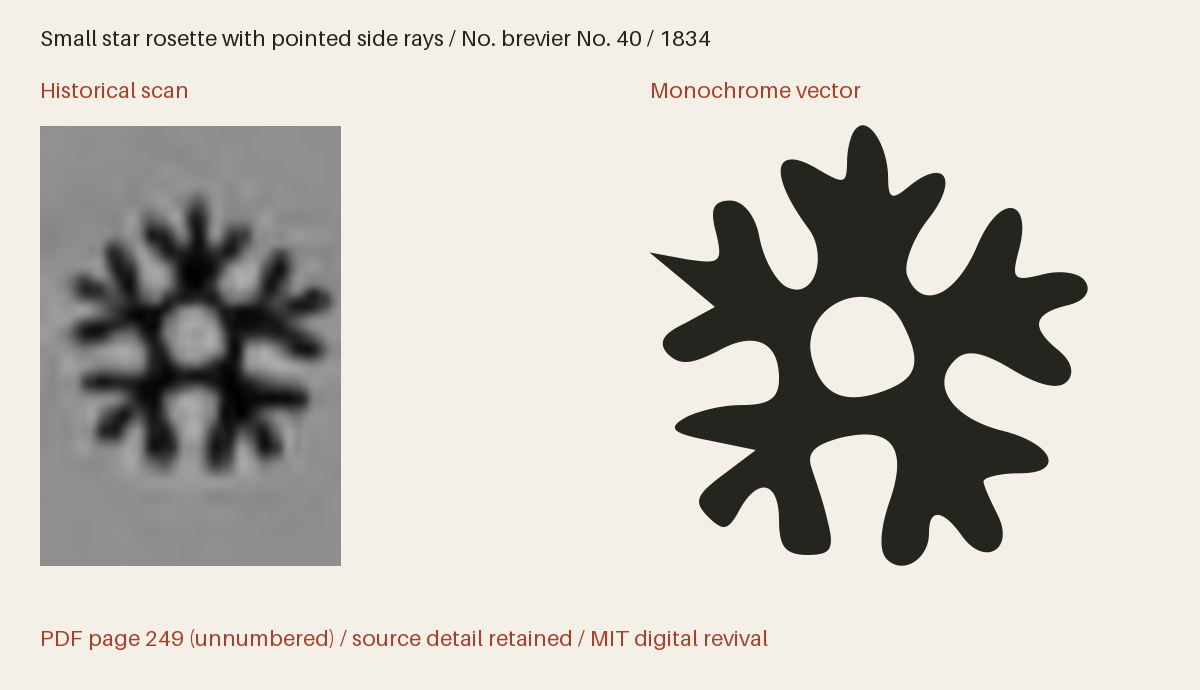 Small star rosette with pointed side rays / No. brevier No. 40 / 1834
Historical scan
Monochrome vector
PDF page 249 (unnumbered) / source detail retained / MIT digital revival